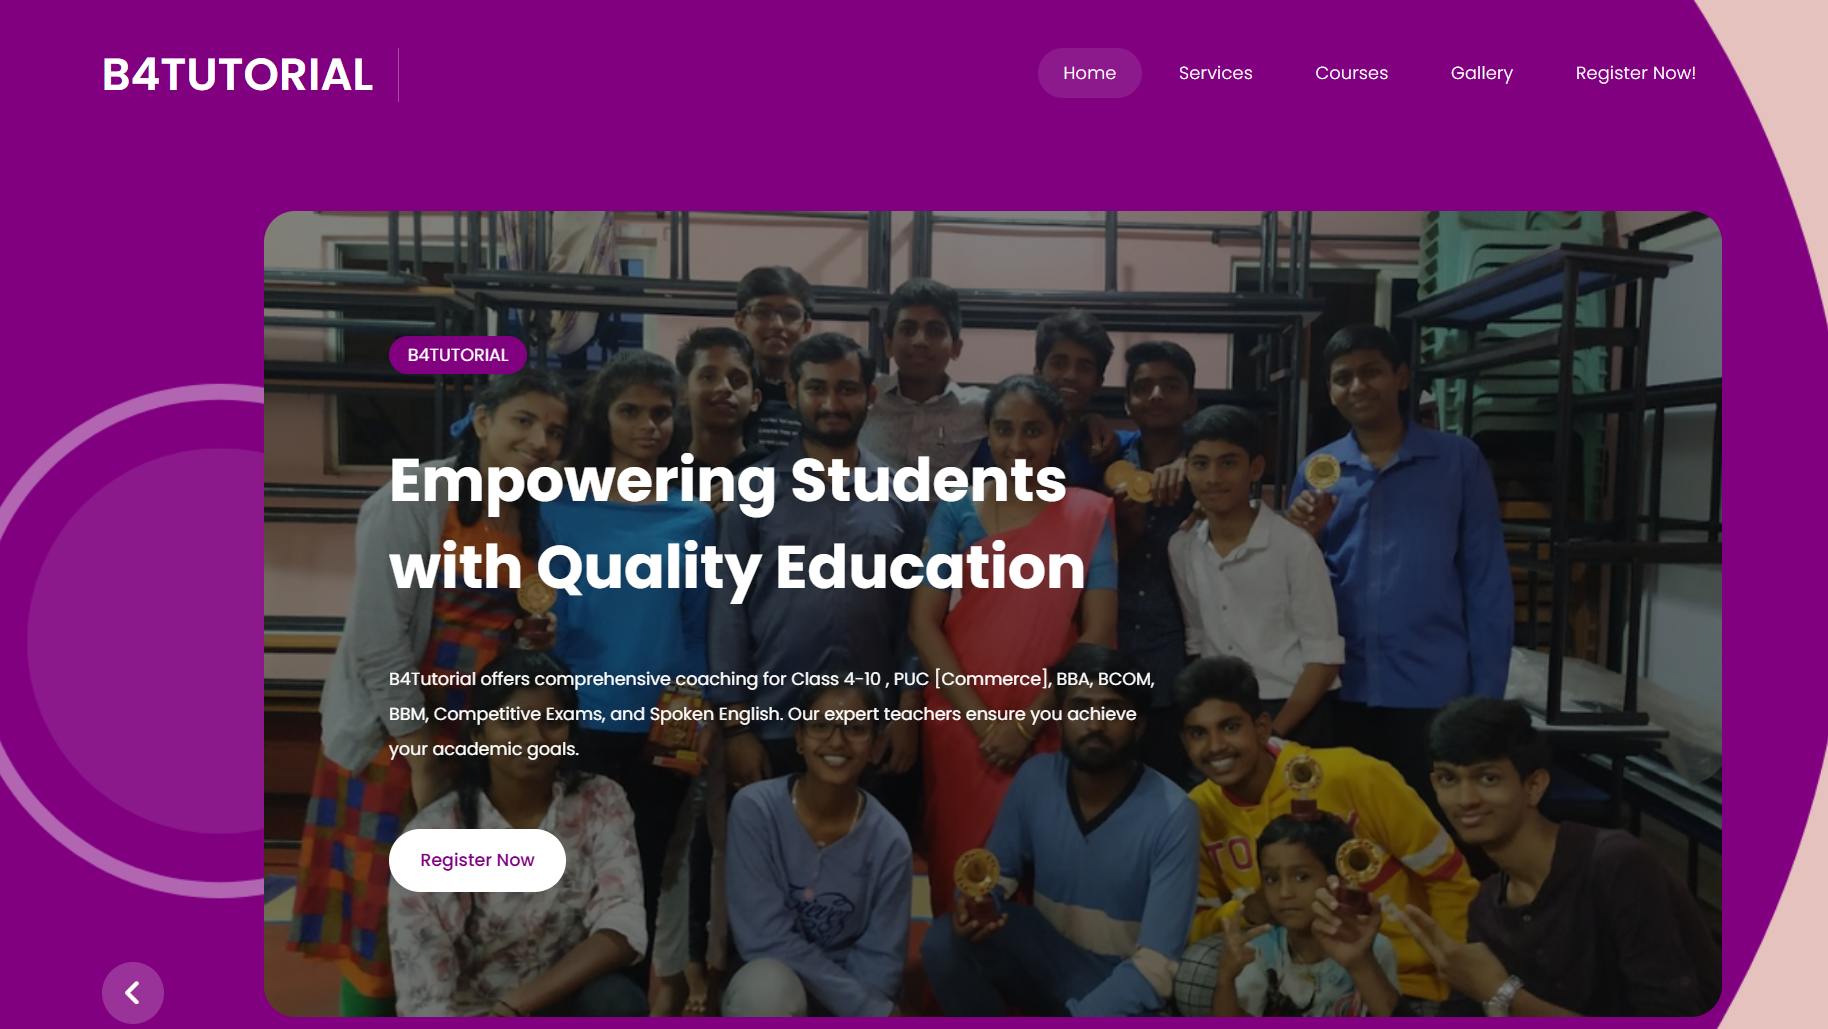 B4TUTORIAL
Home
Services
Courses
Gallery
Register Now!
B4TUTORIAL
Empowering Students
with Quality Education
B4Tutorial offers comprehensive coaching for Class 4-10 , PUC [Commerce], BBA, BCOM,
BBM, Competitive Exams, and Spoken English. Our expert teachers ensure you achieve
your academic goals.
Register Now